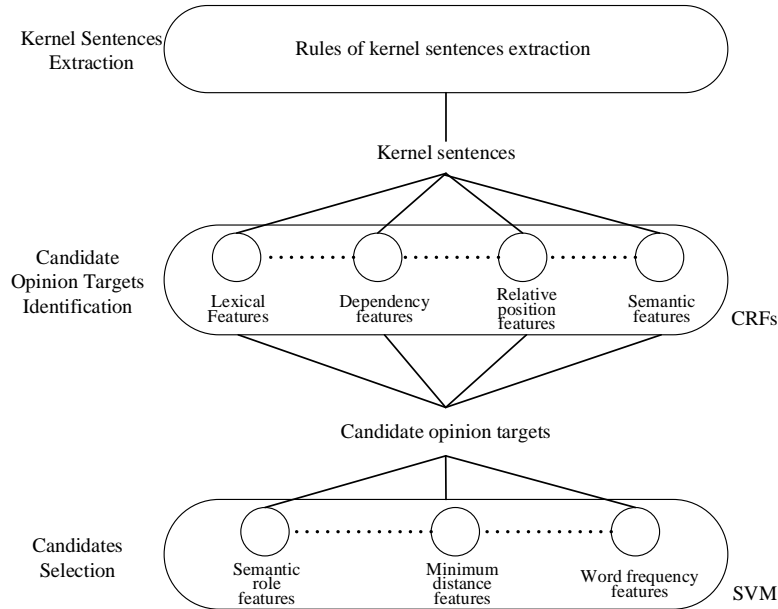 Kernel Sentences
Extraction
Rules of kernel sentences extraction
Kernel sentences
Candidate
Opinion Targets
Identification
Lexical
Features
Dependency
features
Relative
position
features
Semantic
features
CRFs
Candidate opinion targets
Candidates
Selection
Semantic
role
features
Minimum
distance
features
Word frequency
features
SVM